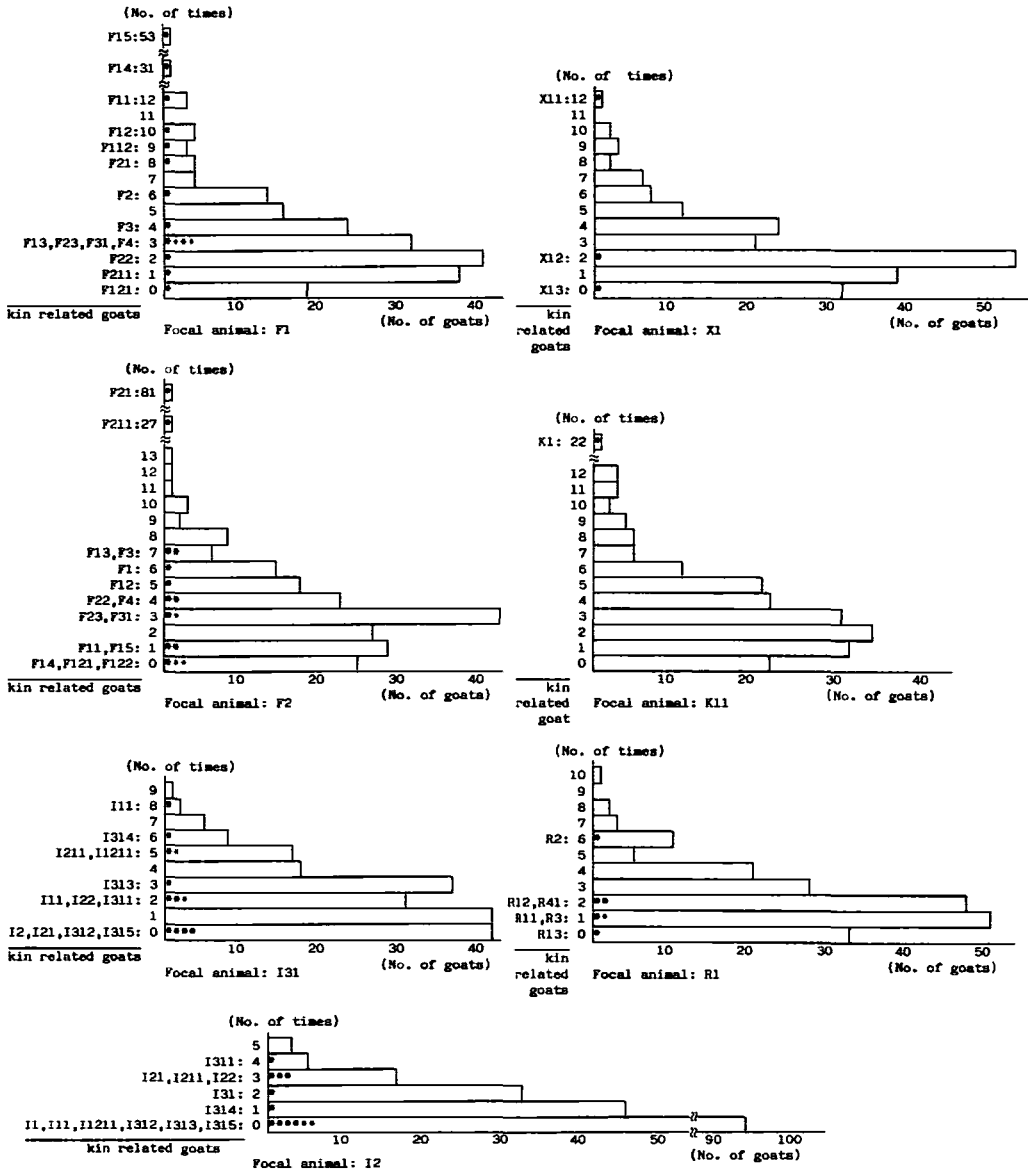 (No. of times)
F15:53
F14:31
F11:12
11
F12:10
F112: 9
F21: 8
7
F2: 6
5
F3: 4
F13,F23,F31,F4: 3
F22: 2
F211: 1
F121: 0
10 20 30 40
kin related goats
(No. of goats)
Focal animal: F1
(No. of times)
X11:12
11
10
9
8
7
6
5
4
3
X12: 2
1
X13: 0
10 20 30 40 50
kin related goats
(No. of goats)
Focal animal: X1
(No. of times)
F21:81
F211:27
13
12
11
10
9
8
F13,F3: 7
F1: 6
F12: 5
F22,F4: 4
F23,F31: 3
2
F11,F15: 1
F14,F121,F122: 0
10 20 30 40
kin related goats
(No. of goats)
Focal animal: F2
(No. of times)
K1: 22
12
11
10
9
8
7
6
5
4
3
2
1
0
10 20 30 40
kin related goat
(No. of goats)
Focal animal: K11
(No. of times)
9
I11: 8
7
I314: 6
I211,I1211: 5
4
I313: 3
I11,I22,I311: 2
1
I2,I21,I312,I315: 0
10 20 30 40
kin related goats
(No. of goats)
Focal animal: I31
(No. of times)
10
9
8
7
R2: 6
5
4
3
R12,R41: 2
R11,R3: 1
R13: 0
10 20 30 40 50
kin related goats
(No. of goats)
Focal animal: R1
(No. of times)
5
I311: 4
I21,I211,I22: 3
I31: 2
I314: 1
I1,I11,I1211,I312,I313,I315: 0
10 20 30 40 50 90 100
kin related goats
(No. of goats)
Focal animal: I2